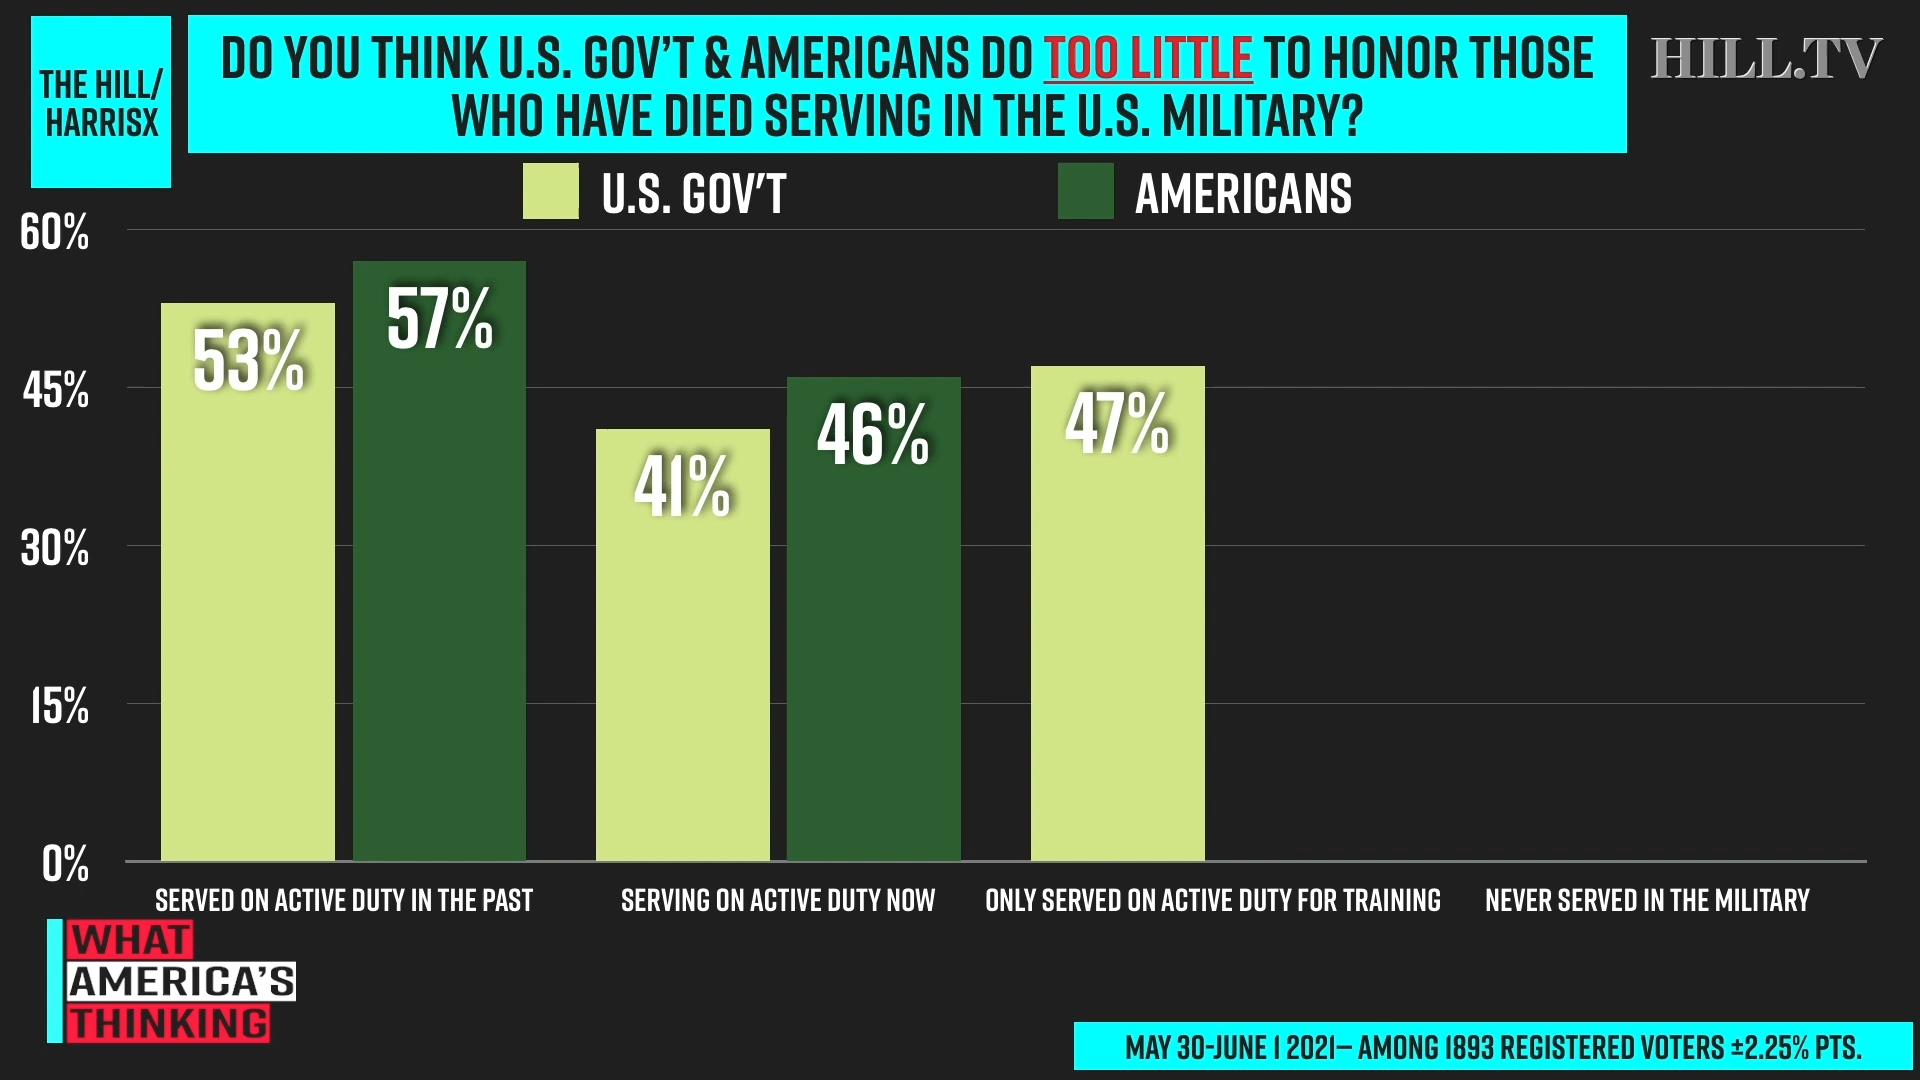 THE HILL/
HARRISX
DO YOU THINK U.S. GOV'T & AMERICANS DO TOO LITTLE TO HONOR THOSE
WHO HAVE DIED SERVING IN THE U.S. MILITARY?
HILL.TV
U.S. GOV'T
AMERICANS
60%
45%
30%
15%
0%
53%
57%
41%
46%
47%
SERVED ON ACTIVE DUTY IN THE PAST
SERVING ON ACTIVE DUTY NOW
ONLY SERVED ON ACTIVE DUTY FOR TRAINING
NEVER SERVED IN THE MILITARY
WHAT
AMERICA'S
THINKING
MAY 30-JUNE 1 2021– AMONG 1893 REGISTERED VOTERS ±2.25% PTS.